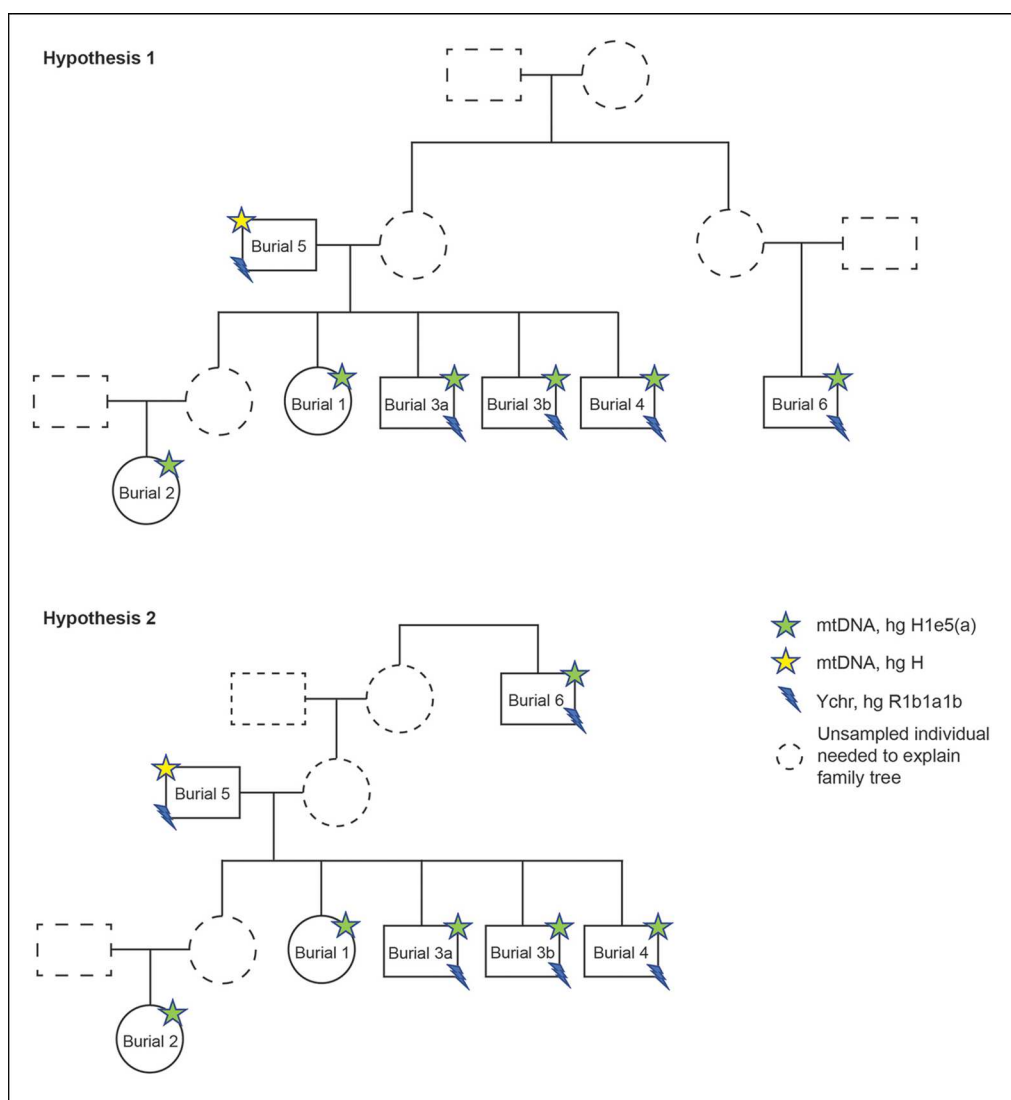 Hypothesis 1
Burial 5
Burial 1
Burial 3a
Burial 3b
Burial 4
Burial 6
Burial 2
Hypothesis 2
mtDNA, hg H1e5(a)
mtDNA, hg H
Ychr, hg R1b1a1b
Unsampled individual
needed to explain
family tree
Burial 6
Burial 5
Burial 1
Burial 3a
Burial 3b
Burial 4
Burial 2